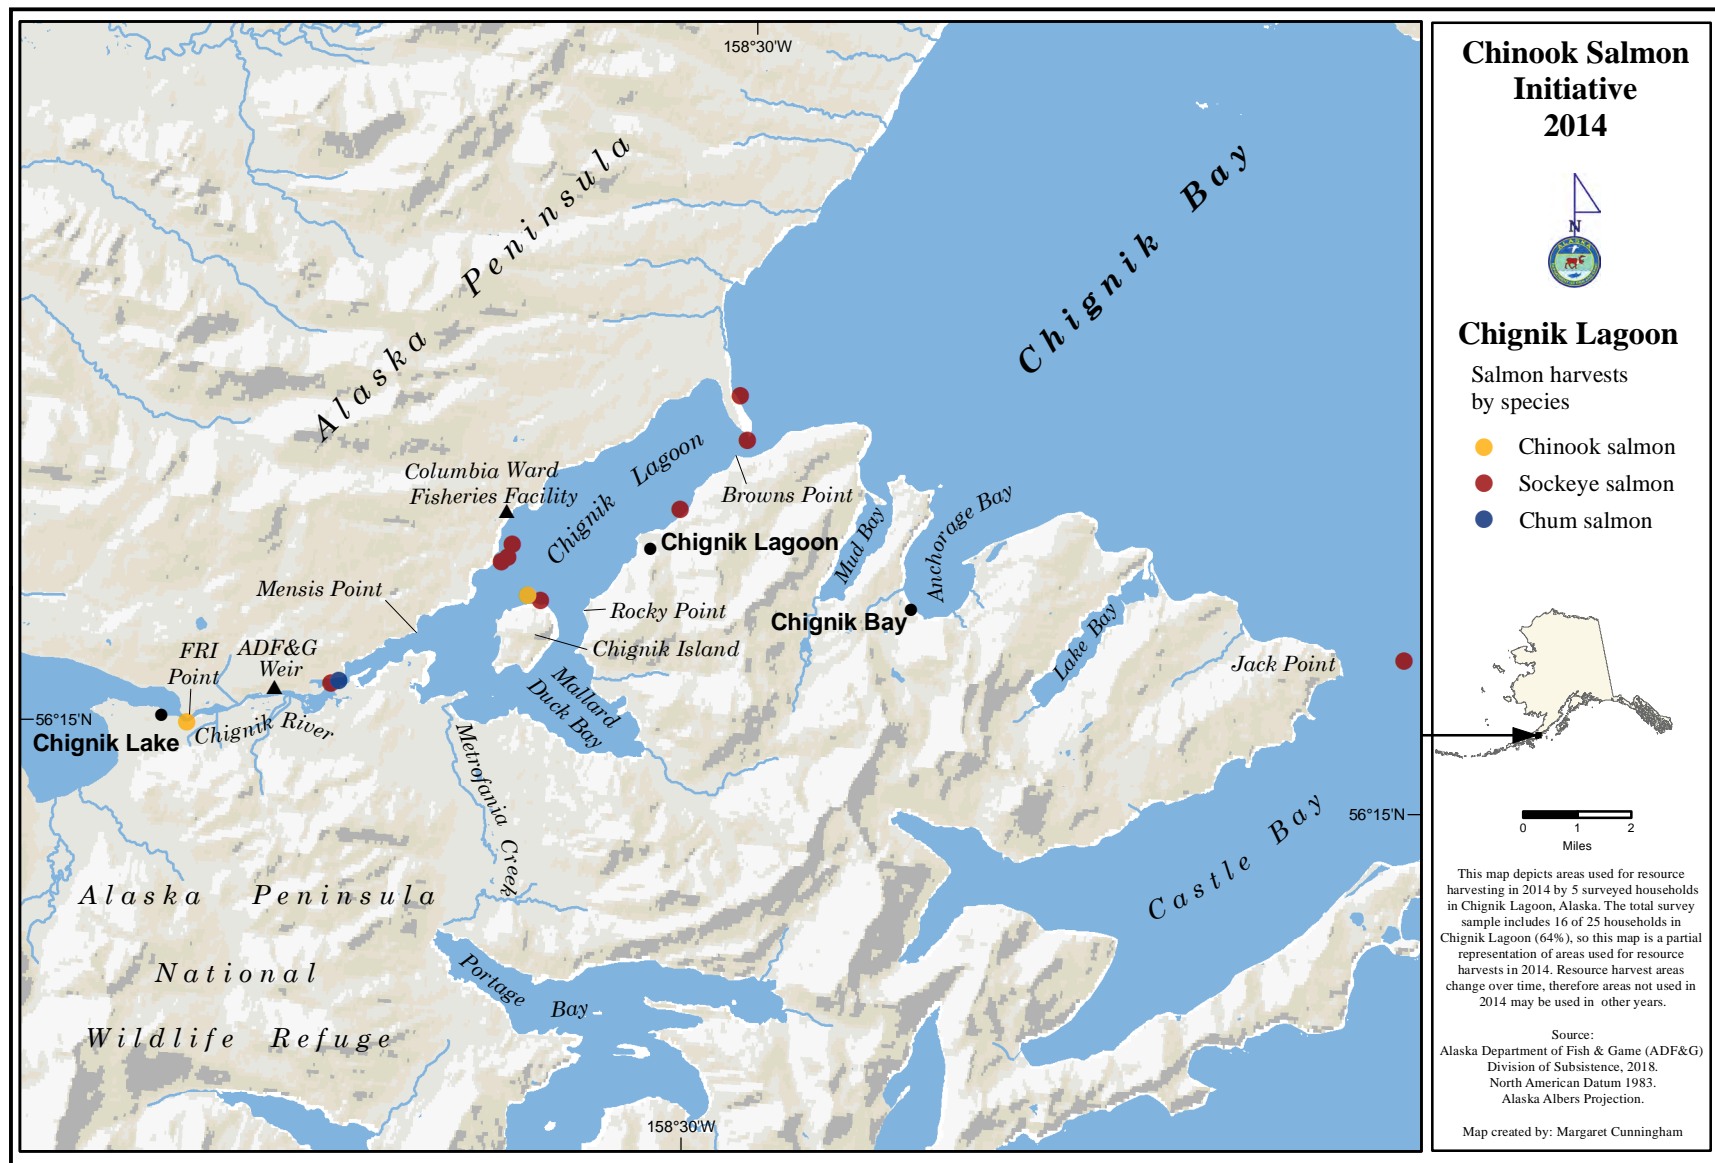 158°30'W
Alaska Peninsula
Chignik Bay
Columbia Ward
Fisheries Facility
Chignik Lagoon
Browns Point
Chignik Lagoon
Mud Bay
Anchorage Bay
Mensis Point
Rocky Point
Chignik Bay
Chignik Island
Lake Bay
Jack Point
FRI
Point
ADF&G
Weir
Mallard
Duck Bay
56°15'N
Chignik Lake
Chignik River
Metrofania Creek
56°15'N
Castle Bay
Alaska Peninsula
National
Wildlife Refuge
Portage Bay
158°30'W
Chinook Salmon
Initiative
2014
N
ALASKA
Chignik Lagoon
Salmon harvests
by species
Chinook salmon
Sockeye salmon
Chum salmon
0 1 2
Miles
This map depicts areas used for resource
harvesting in 2014 by 5 surveyed households
in Chignik Lagoon, Alaska. The total survey
sample includes 16 of 25 households in
Chignik Lagoon (64%), so this map is a partial
representation of areas used for resource
harvests in 2014. Resource harvest areas
change over time, therefore areas not used in
2014 may be used in other years.
Source:
Alaska Department of Fish & Game (ADF&G)
Division of Subsistence, 2018.
North American Datum 1983.
Alaska Albers Projection.
Map created by: Margaret Cunningham